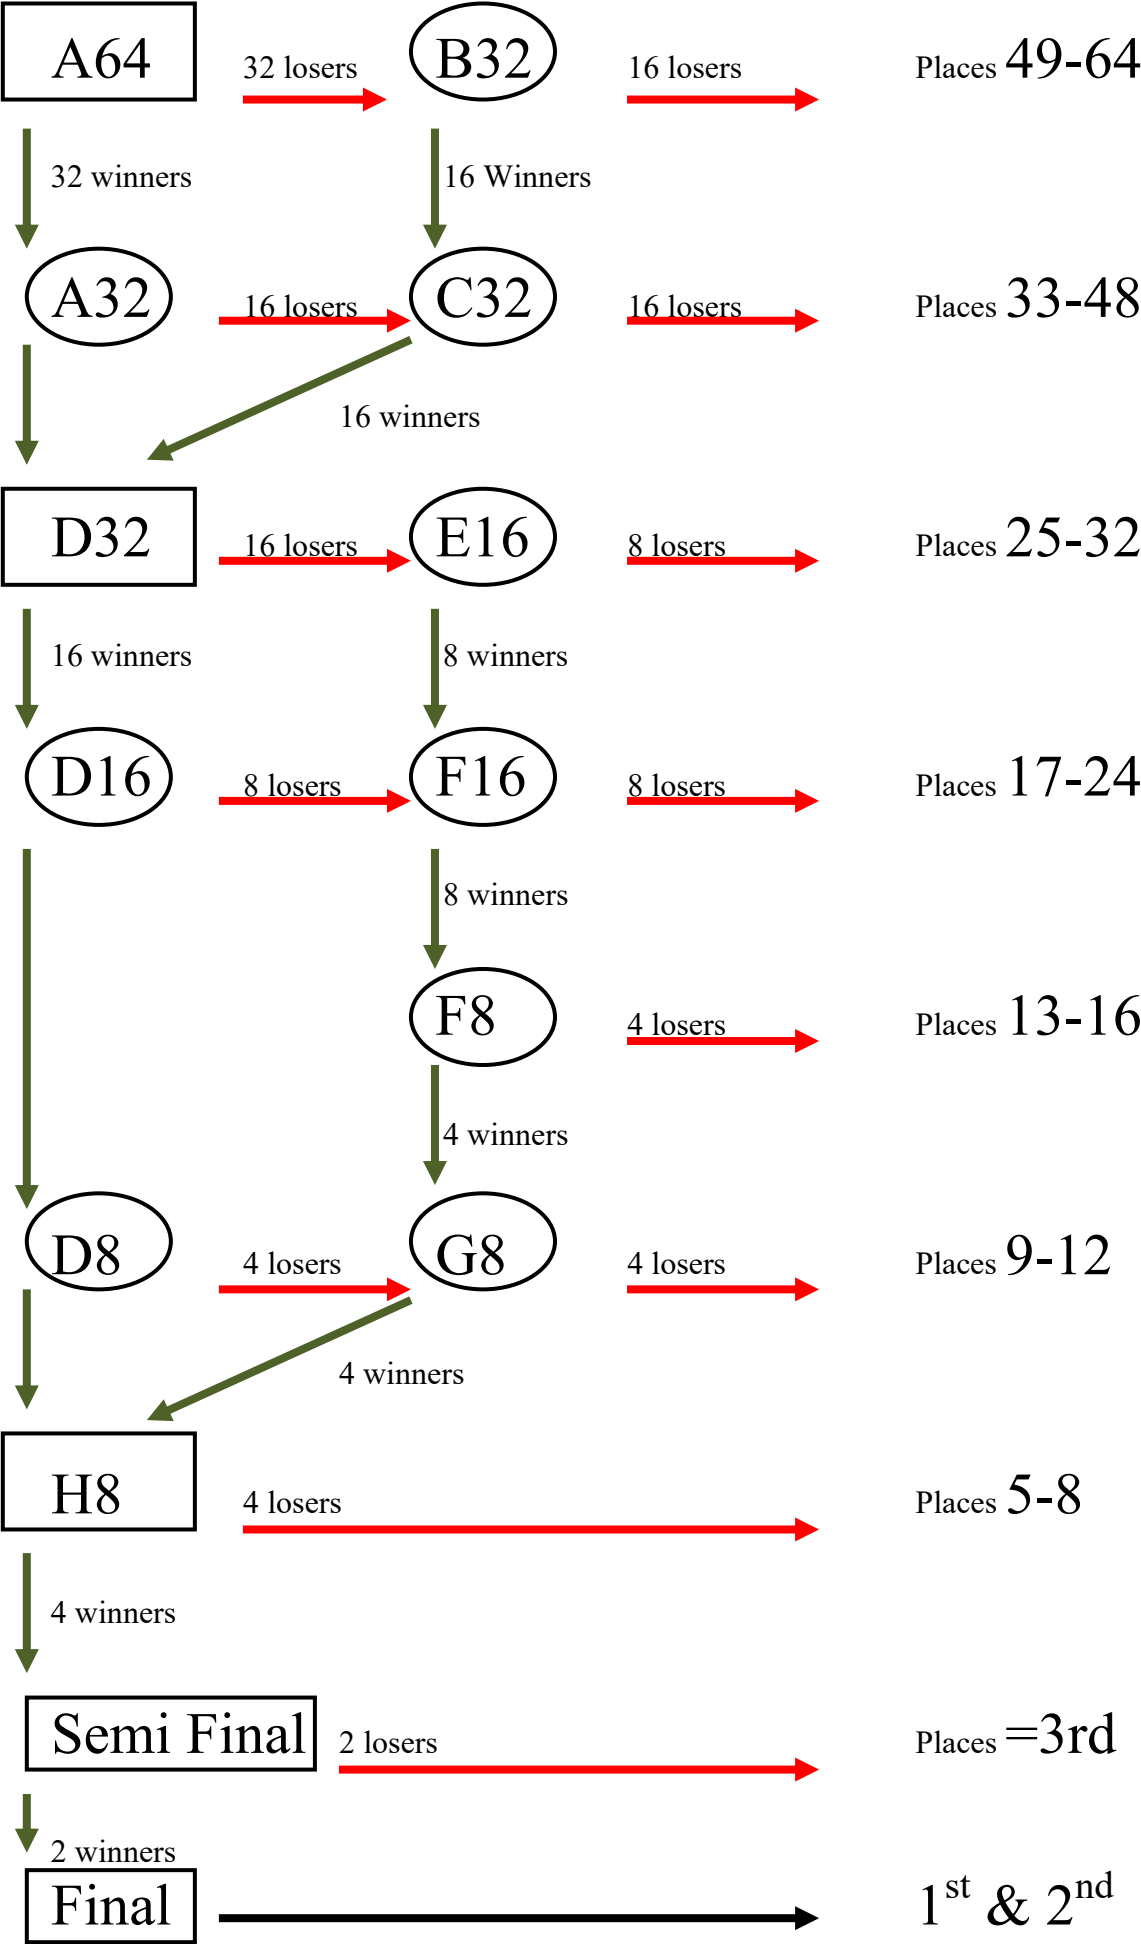 A64 32 losers B32 16 losers Places 49-64
32 winners 16 Winners
A32 16 losers C32 16 losers Places 33-48
16 winners
D32 16 losers E16 8 losers Places 25-32
16 winners 8 winners
D16 8 losers F16 8 losers Places 17-24
8 winners
F8 4 losers Places 13-16
4 winners
D8 4 losers G8 4 losers Places 9-12
4 winners
H8 4 losers Places 5-8
4 winners
Semi Final 2 losers Places =3rd
2 winners
Final 1st & 2nd